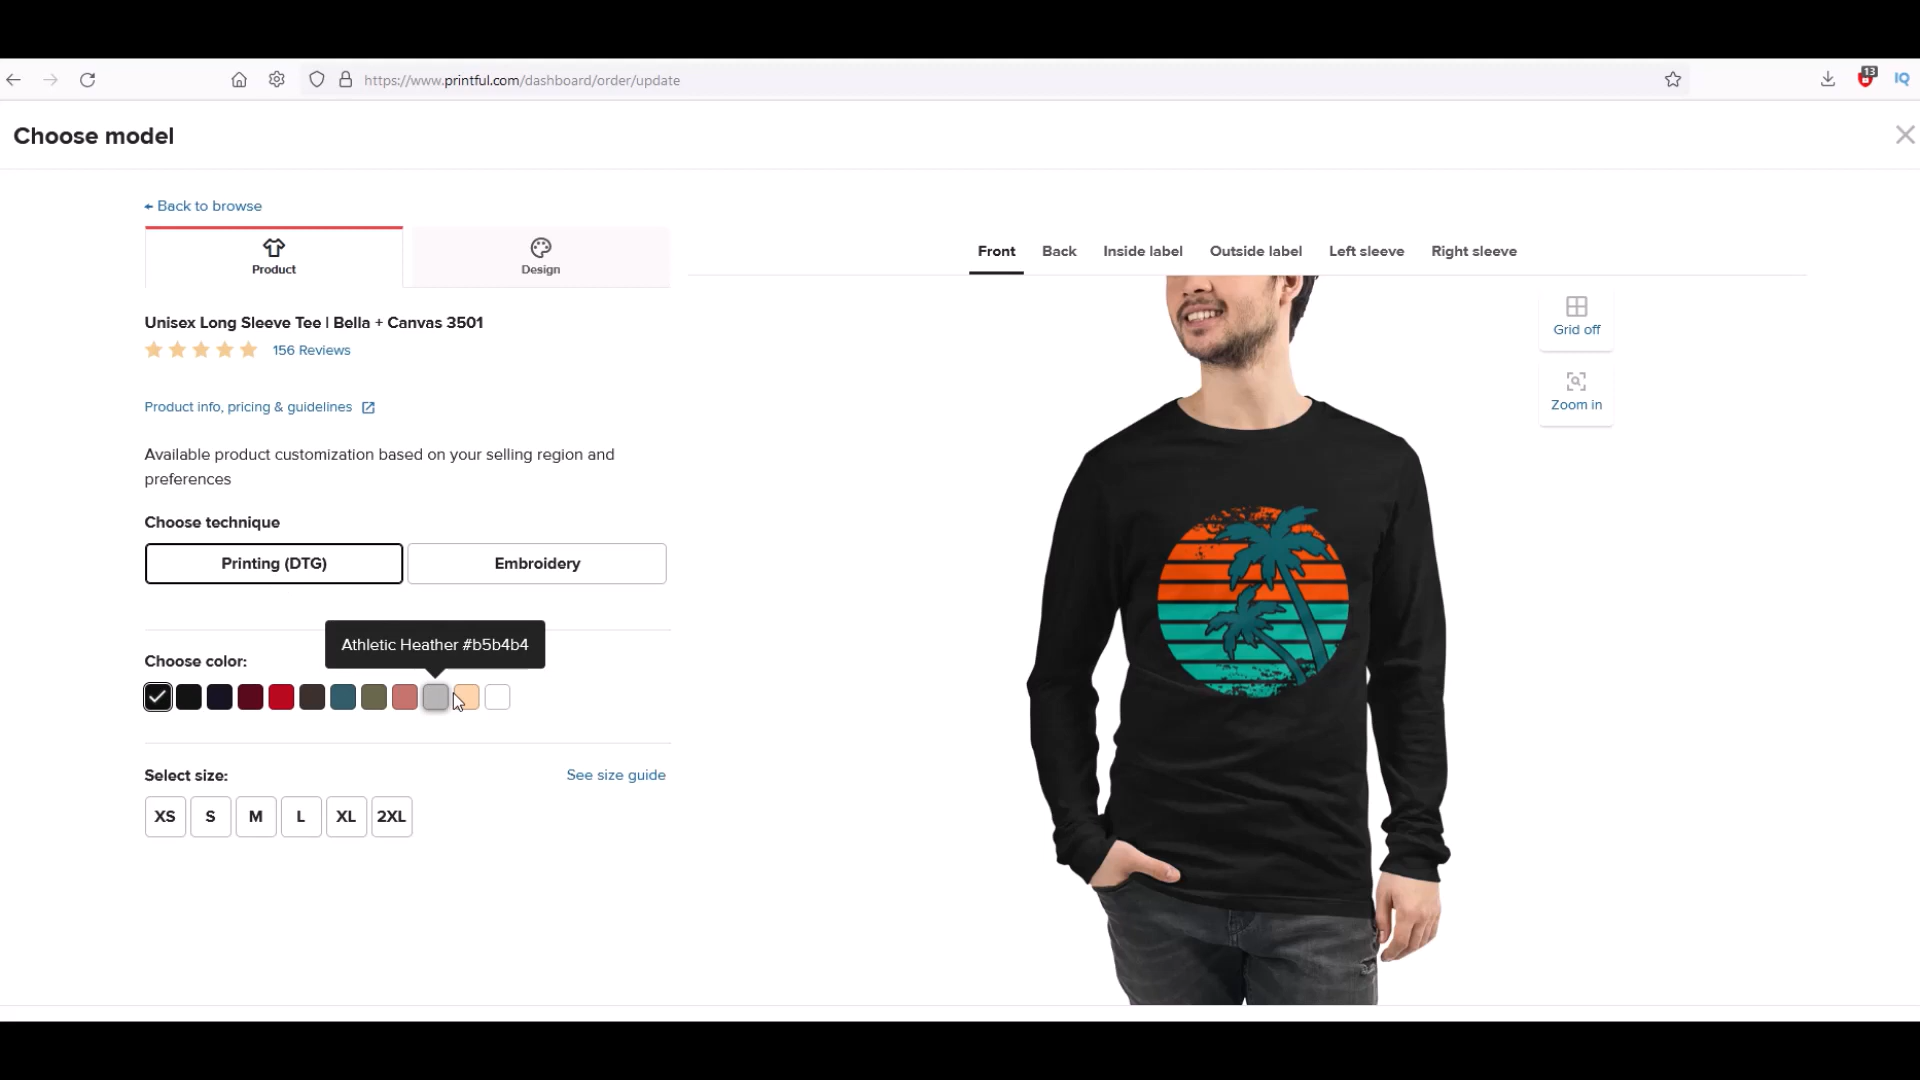 https://www.printful.com/dashboard/order/update
13
IQ
Choose model
Back to browse
Product
Design
Front
Back
Inside label
Outside label
Left sleeve
Right sleeve
Unisex Long Sleeve Tee | Bella + Canvas 3501
156 Reviews
Grid off
Zoom in
Product info, pricing & guidelines
Available product customization based on your selling region and
preferences
Choose technique
Printing (DTG)
Embroidery
Athletic Heather #b5b4b4
Choose color:
Select size:
See size guide
XS
S
M
L
XL
2XL